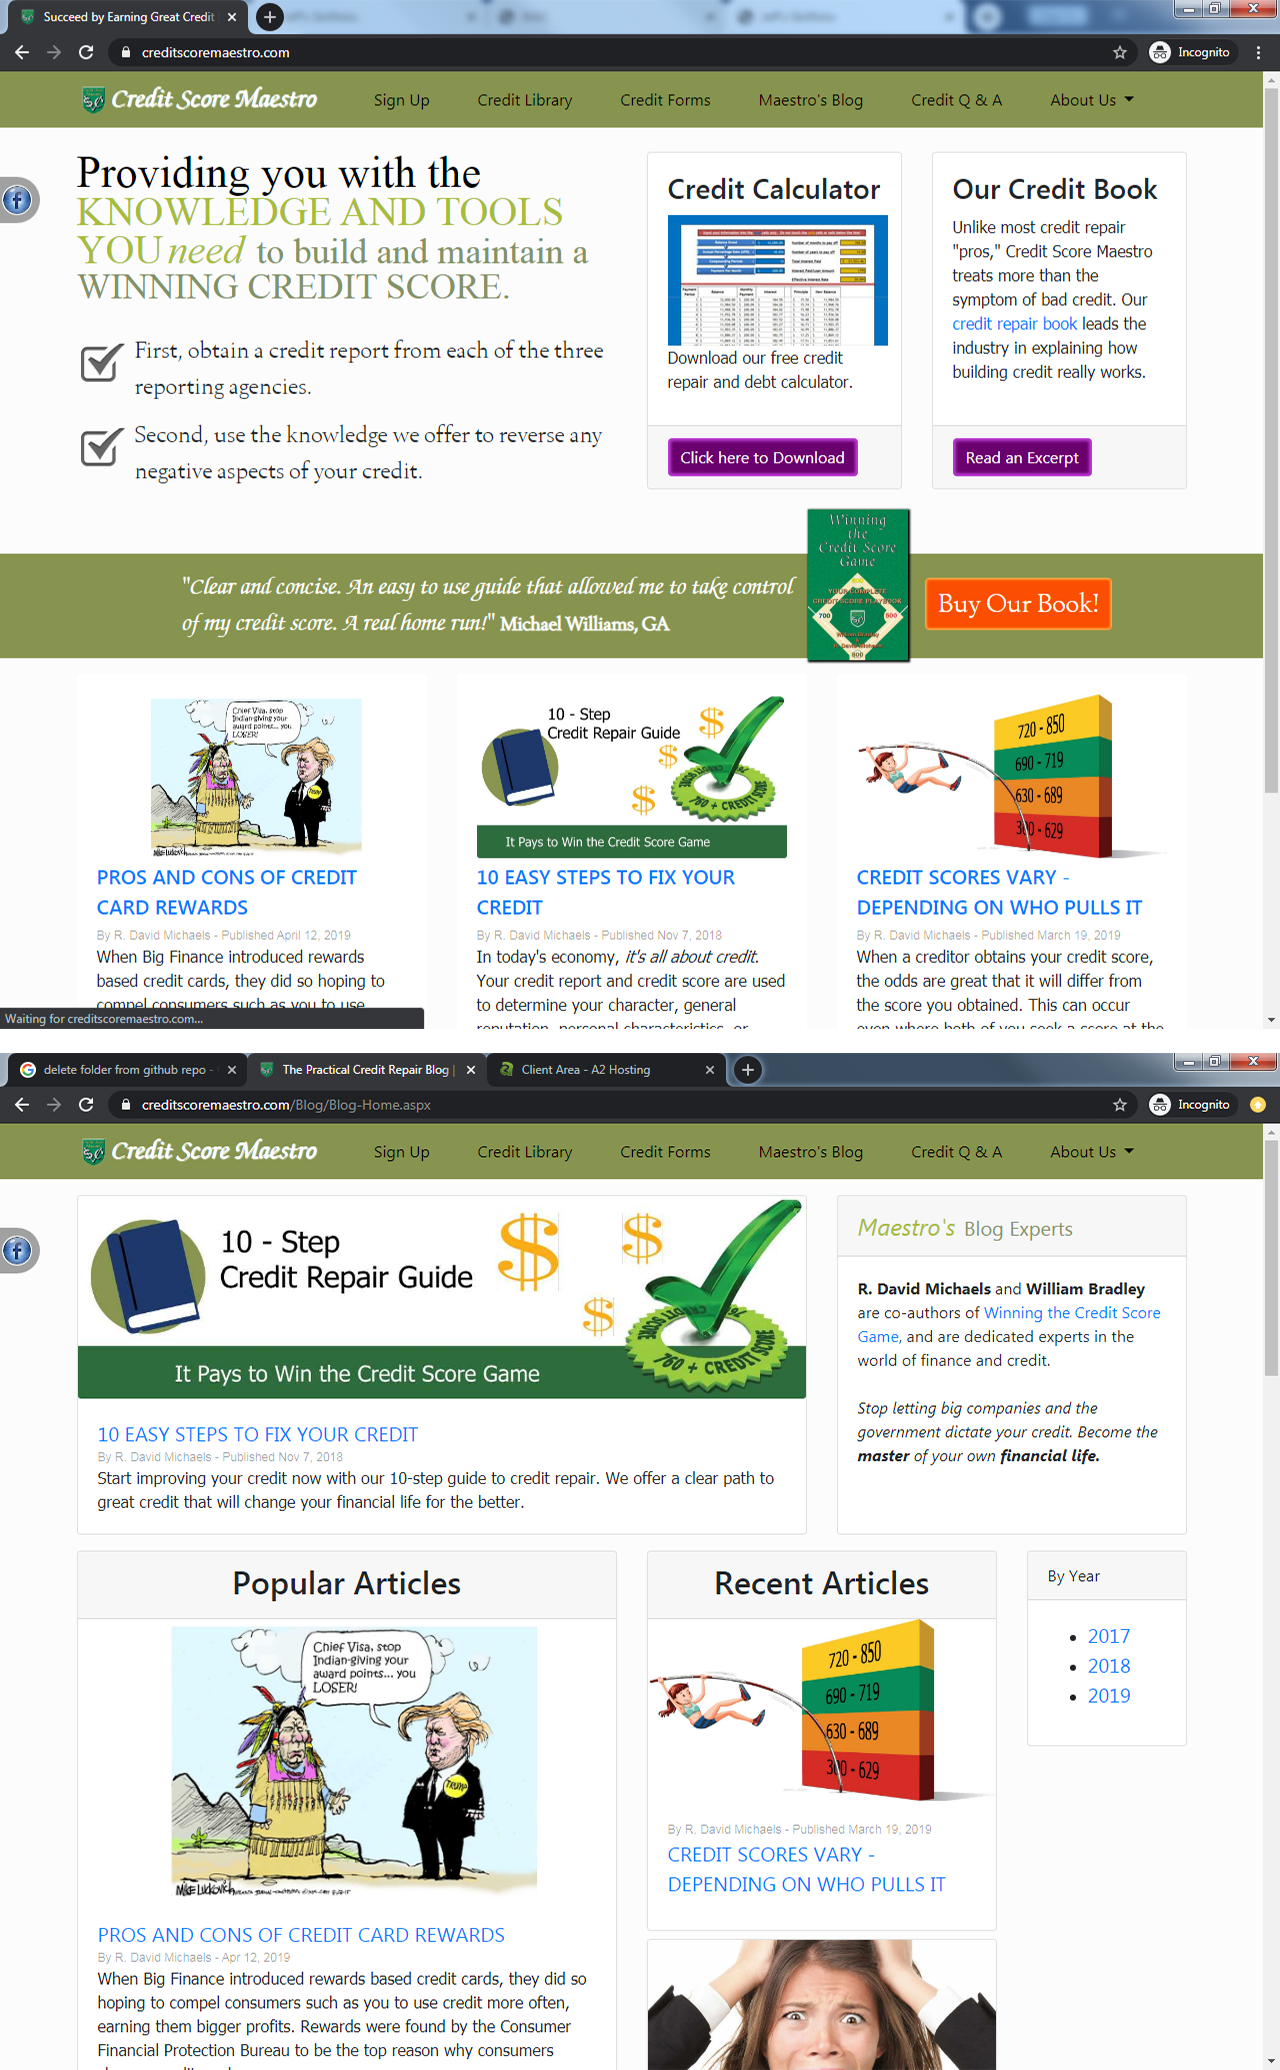 Succeed by Earning Great Credit
creditscoremaestro.com
Incognito
Credit Score Maestro
Sign Up
Credit Library
Credit Forms
Maestro's Blog
Credit Q & A
About Us
Providing you with the
KNOWLEDGE AND TOOLS
YOU need to build and maintain a
WINNING CREDIT SCORE.
First, obtain a credit report from each of the three
reporting agencies.
Second, use the knowledge we offer to reverse any
negative aspects of your credit.
Credit Calculator
Download our free credit
repair and debt calculator.
Click here to Download
Our Credit Book
Unlike most credit repair
"pros," Credit Score Maestro
treats more than the
symptom of bad credit. Our
credit repair book leads the
industry in explaining how
building credit really works.
Read an Excerpt
"Clear and concise. An easy to use guide that allowed me to take control
of my credit score. A real home run!" Michael Williams, GA
Winning
the
Credit Score
Game
YOUR COMPLETE
CREDIT SCORE PLAYBOOK
700
600
800
Buy Our Book!
Chief Visa, stop
Indian-giving your
award points... you
LOSER!
TRUMP
PROS AND CONS OF CREDIT
CARD REWARDS
By R. David Michaels - Published April 12, 2019
When Big Finance introduced rewards
based credit cards, they did so hoping to
compel consumers such as you to use
10 - Step
Credit Repair Guide
760 + CREDIT SCORE
It Pays to Win the Credit Score Game
10 EASY STEPS TO FIX YOUR
CREDIT
By R. David Michaels - Published Nov 7, 2018
In today's economy, it's all about credit.
Your credit report and credit score are used
to determine your character, general
reputation, personal characteristics, or
720 - 850
690 - 719
630 - 689
300 - 629
CREDIT SCORES VARY -
DEPENDING ON WHO PULLS IT
By R. David Michaels - Published March 19, 2019
When a creditor obtains your credit score,
the odds are great that it will differ from
the score you obtained. This can occur
even where both of you seek a score at the
Waiting for creditscoremaestro.com...
delete folder from github repo -
The Practical Credit Repair Blog |
Client Area - A2 Hosting
creditscoremaestro.com/Blog/Blog-Home.aspx
Incognito
Credit Score Maestro
Sign Up
Credit Library
Credit Forms
Maestro's Blog
Credit Q & A
About Us
10 - Step
Credit Repair Guide
760 + CREDIT SCORE
It Pays to Win the Credit Score Game
10 EASY STEPS TO FIX YOUR CREDIT
By R. David Michaels - Published Nov 7, 2018
Start improving your credit now with our 10-step guide to credit repair. We offer a clear path to
great credit that will change your financial life for the better.
Maestro's Blog Experts
R. David Michaels and William Bradley
are co-authors of Winning the Credit Score
Game, and are dedicated experts in the
world of finance and credit.
Stop letting big companies and the
government dictate your credit. Become the
master of your own financial life.
Popular Articles
Chief Visa, stop
Indian-giving your
award points... you
LOSER!
TRUMP
PROS AND CONS OF CREDIT CARD REWARDS
By R. David Michaels - Apr 12, 2019
When Big Finance introduced rewards based credit cards, they did so
hoping to compel consumers such as you to use credit more often,
earning them bigger profits. Rewards were found by the Consumer
Financial Protection Bureau to be the top reason why consumers
Recent Articles
720 - 850
690 - 719
630 - 689
300 - 629
By R. David Michaels - Published March 19, 2019
CREDIT SCORES VARY -
DEPENDING ON WHO PULLS IT
By Year
2017
2018
2019